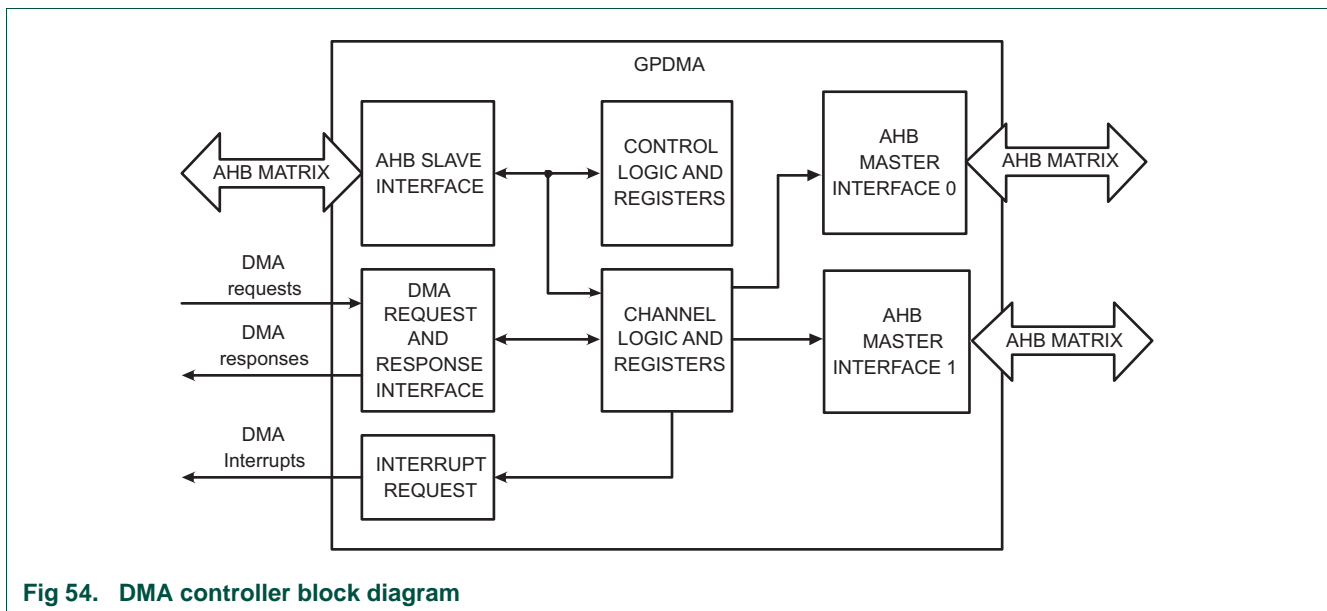 GPDMA
AHB MATRIX
AHB SLAVE
INTERFACE
CONTROL
LOGIC AND
REGISTERS
AHB
MASTER
INTERFACE 0
AHB MATRIX
DMA
requests
DMA
responses
DMA
REQUEST
AND
RESPONSE
INTERFACE
CHANNEL
LOGIC AND
REGISTERS
AHB
MASTER
INTERFACE 1
AHB MATRIX
DMA
Interrupts
INTERRUPT
REQUEST
Fig 54. DMA controller block diagram